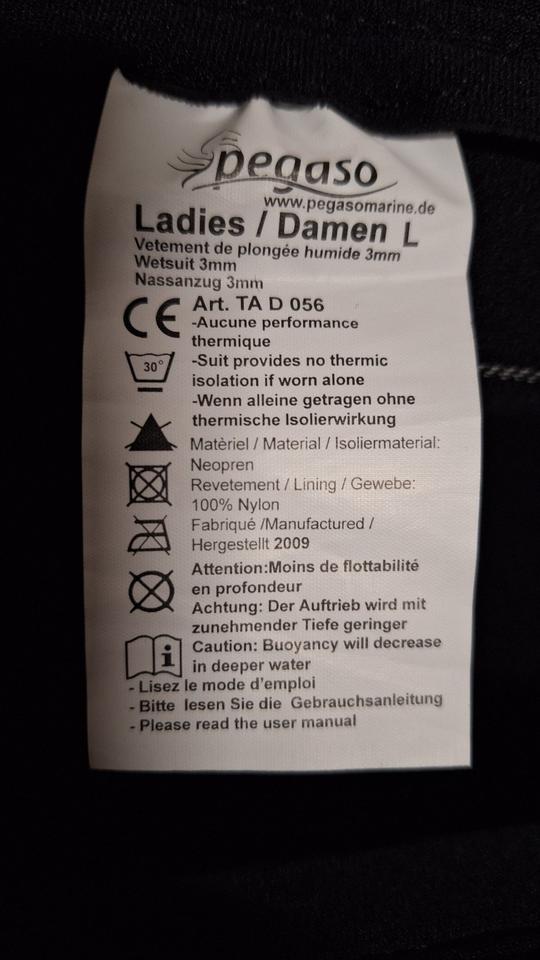 pegaso
www.pegasomarine.de
Ladies / Damen L
Vetement de plongée humide 3mm
Wetsuit 3mm
Nassanzug 3mm
CE
Art. TA D 056
-Aucune performance
thermique
30°
-Suit provides no thermic
isolation if worn alone
-Wenn alleine getragen ohne
thermische Isolierwirkung
Matèriel / Material / Isoliermaterial:
Neopren
Revetement / Lining / Gewebe:
100% Nylon
Fabriqué /Manufactured /
Hergestellt 2009
Attention:Moins de flottabilité
en profondeur
Achtung: Der Auftrieb wird mit
zunehmender Tiefe geringer
Caution: Buoyancy will decrease
in deeper water
i
- Lisez le mode d'emploi
- Bitte lesen Sie die Gebrauchsanleitung
- Please read the user manual